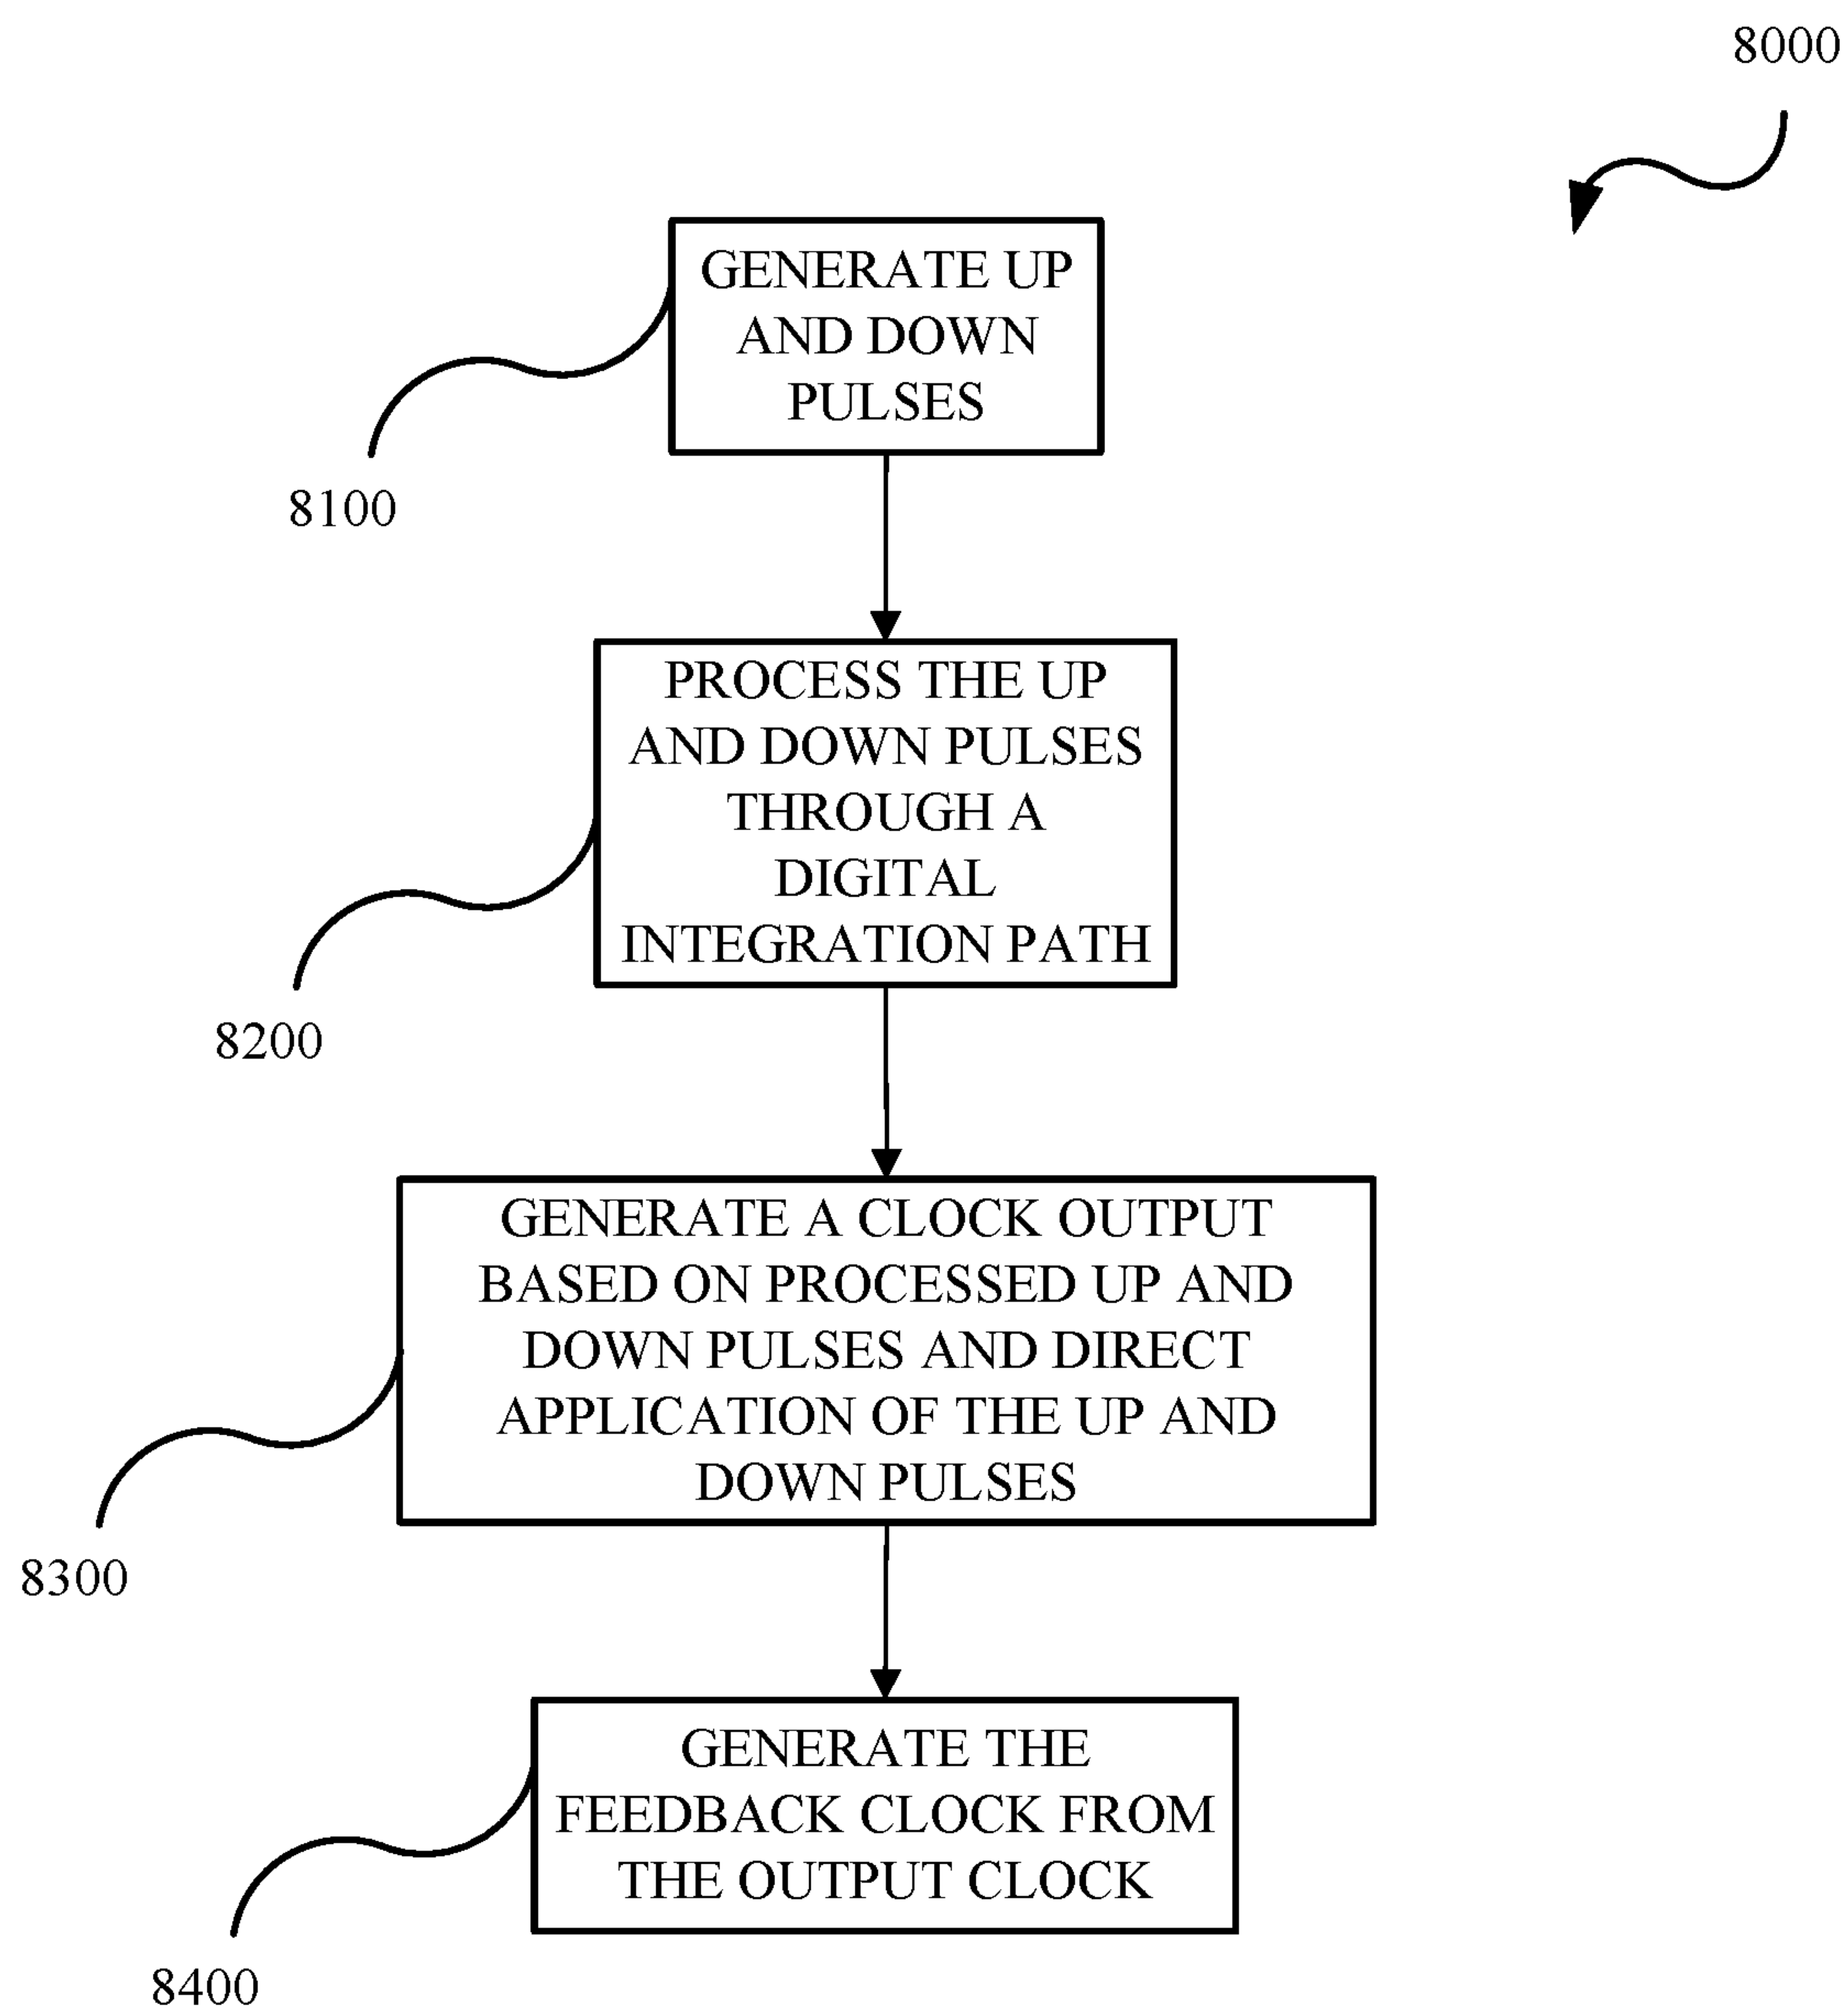 8000
GENERATE UP
AND DOWN
PULSES
8100
PROCESS THE UP
AND DOWN PULSES
THROUGH A
DIGITAL
INTEGRATION PATH
8200
GENERATE A CLOCK OUTPUT
BASED ON PROCESSED UP AND
DOWN PULSES AND DIRECT
APPLICATION OF THE UP AND
DOWN PULSES
8300
GENERATE THE
FEEDBACK CLOCK FROM
THE OUTPUT CLOCK
8400